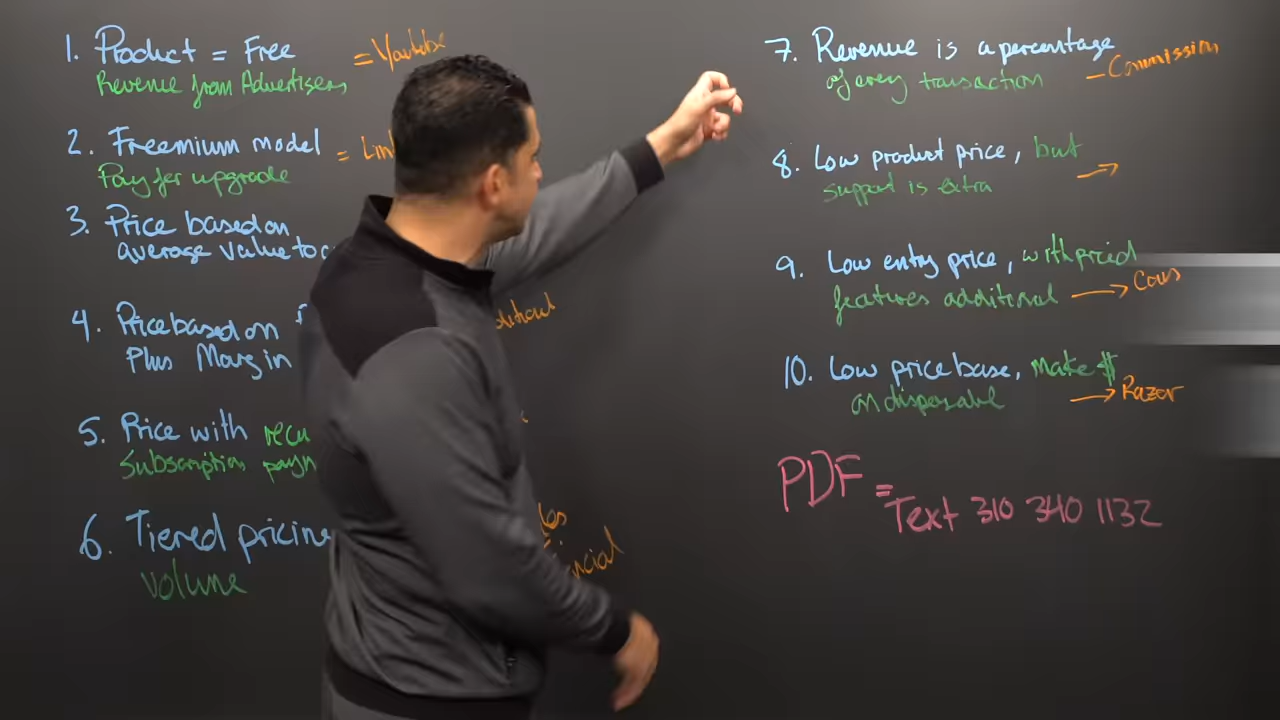 1. Product = Free = Youtube
Revenue from Advertisers
2. Freemium model = Lin
Pay for upgrade
3. Price based on
average value to c
4. Price based on
Plus Margin
5. Price with recu
Subscription paym
6. Tiered pricing
volume
7. Revenue is a percentage
of every transaction - Commission
8. Low product price, but
support is extra →
9. Low entry price, with priced
features additional → Cars
10. Low price base, make $
on disposable → Razor
PDF =
Text 310 340 1132